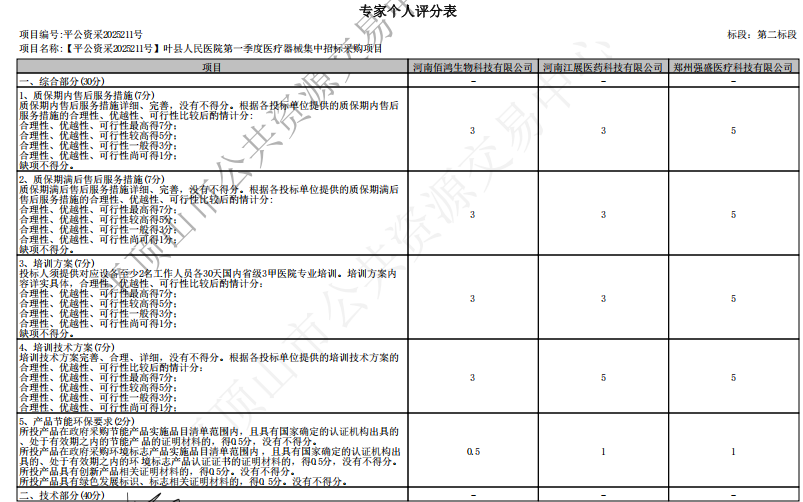 专家个人评分表
项目编号:平公资采2025211号
标段：第二标段
项目名称:【平公资采2025211号】叶县人民医院第一季度医疗器械集中招标采购项目
项目 河南佰鸿生物科技有限公司 河南江展医药科技有限公司 郑州强盛医疗科技有限公司
一、综合部分(30分) - - -
1、质保期内售后服务措施(7分)
质保期内售后服务措施详细、完善，没有不得分。根据各投标单位提供的质保期内售后
服务措施的合理性、优越性、可行性比较后酌情计分:
合理性、优越性、可行性最高得7分；
合理性、优越性、可行性较高得5分；
合理性、优越性、可行性一般得3分；
合理性、优越性、可行性尚可得1分；
缺项不得分。
3 3 5
2、质保期满后售后服务措施(7分)
质保期满后售后服务措施详细、完善，没有不得分。根据各投标单位提供的质保期满后
售后服务措施的合理性、优越性、可行性比较后酌情计分:
合理性、优越性、可行性最高得7分；
合理性、优越性、可行性较高得5分；
合理性、优越性、可行性一般得3分；
合理性、优越性、可行性尚可得1分；
缺项不得分。
3 3 5
3、培训方案(7分)
投标人须提供对应设备至少2名工作人员各30天国内省级3甲医院专业培训。培训方案内
容详实具体，合理性、优越性、可行性比较后酌情计分；
合理性、优越性、可行性最高得7分；
合理性、优越性、可行性较高得5分；
合理性、优越性、可行性一般得3分；
合理性、优越性、可行性尚可得1分；
缺项不得分。
3 3 5
4、培训技术方案(7分)
培训技术方案完善、合理、详细，没有不得分。根据各投标单位提供的培训技术方案的
合理性、优越性、可行性比较后酌情计分：
合理性、优越性、可行性最高得7分；
合理性、优越性、可行性较高得5分；
合理性、优越性、可行性一般得3分；
合理性、优越性、可行性尚可得1分；
3 5 5
5、产品节能环保要求(2分)
所投产品在政府采购节能产品实施品目清单范围内，且具有国家确定的认证机构出具的
、处于有效期之内的节能产品的证明材料的，得0.5分，没有不得分。
所投产品在政府采购环境标志产品实施品目清单范围内，且具有国家确定的认证机构出
具的、处于有效期之内的环境标志产品认证证书的证明材料的，得0.5分，没有不得分。
所投产品具有创新产品相关证明材料的，得0.5分。没有不得分。
所投产品具有绿色发展标识、标志相关证明材料的，得0.5分。没有不得分。
0.5 1 1
二、技术部分(40分) - - -
平顶山市公共资源交易中心
平顶山市公共资源交易中心